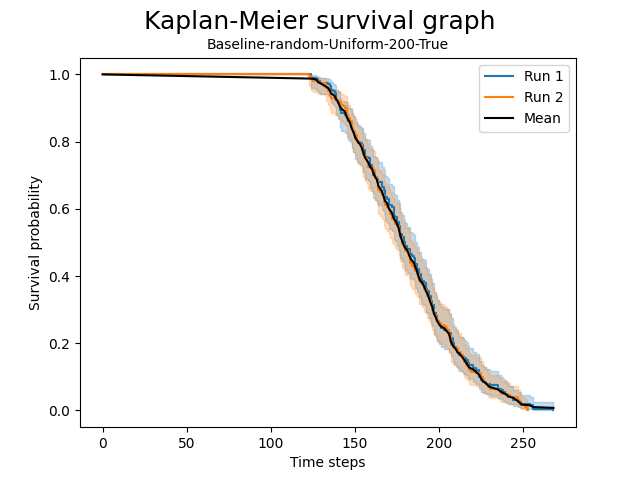 Kaplan-Meier survival graph
Baseline-random-Uniform-200-True
Run 1
Run 2
Mean
Survival probability
1.0
0.8
0.6
0.4
0.2
0.0
0 50 100 150 200 250
Time steps